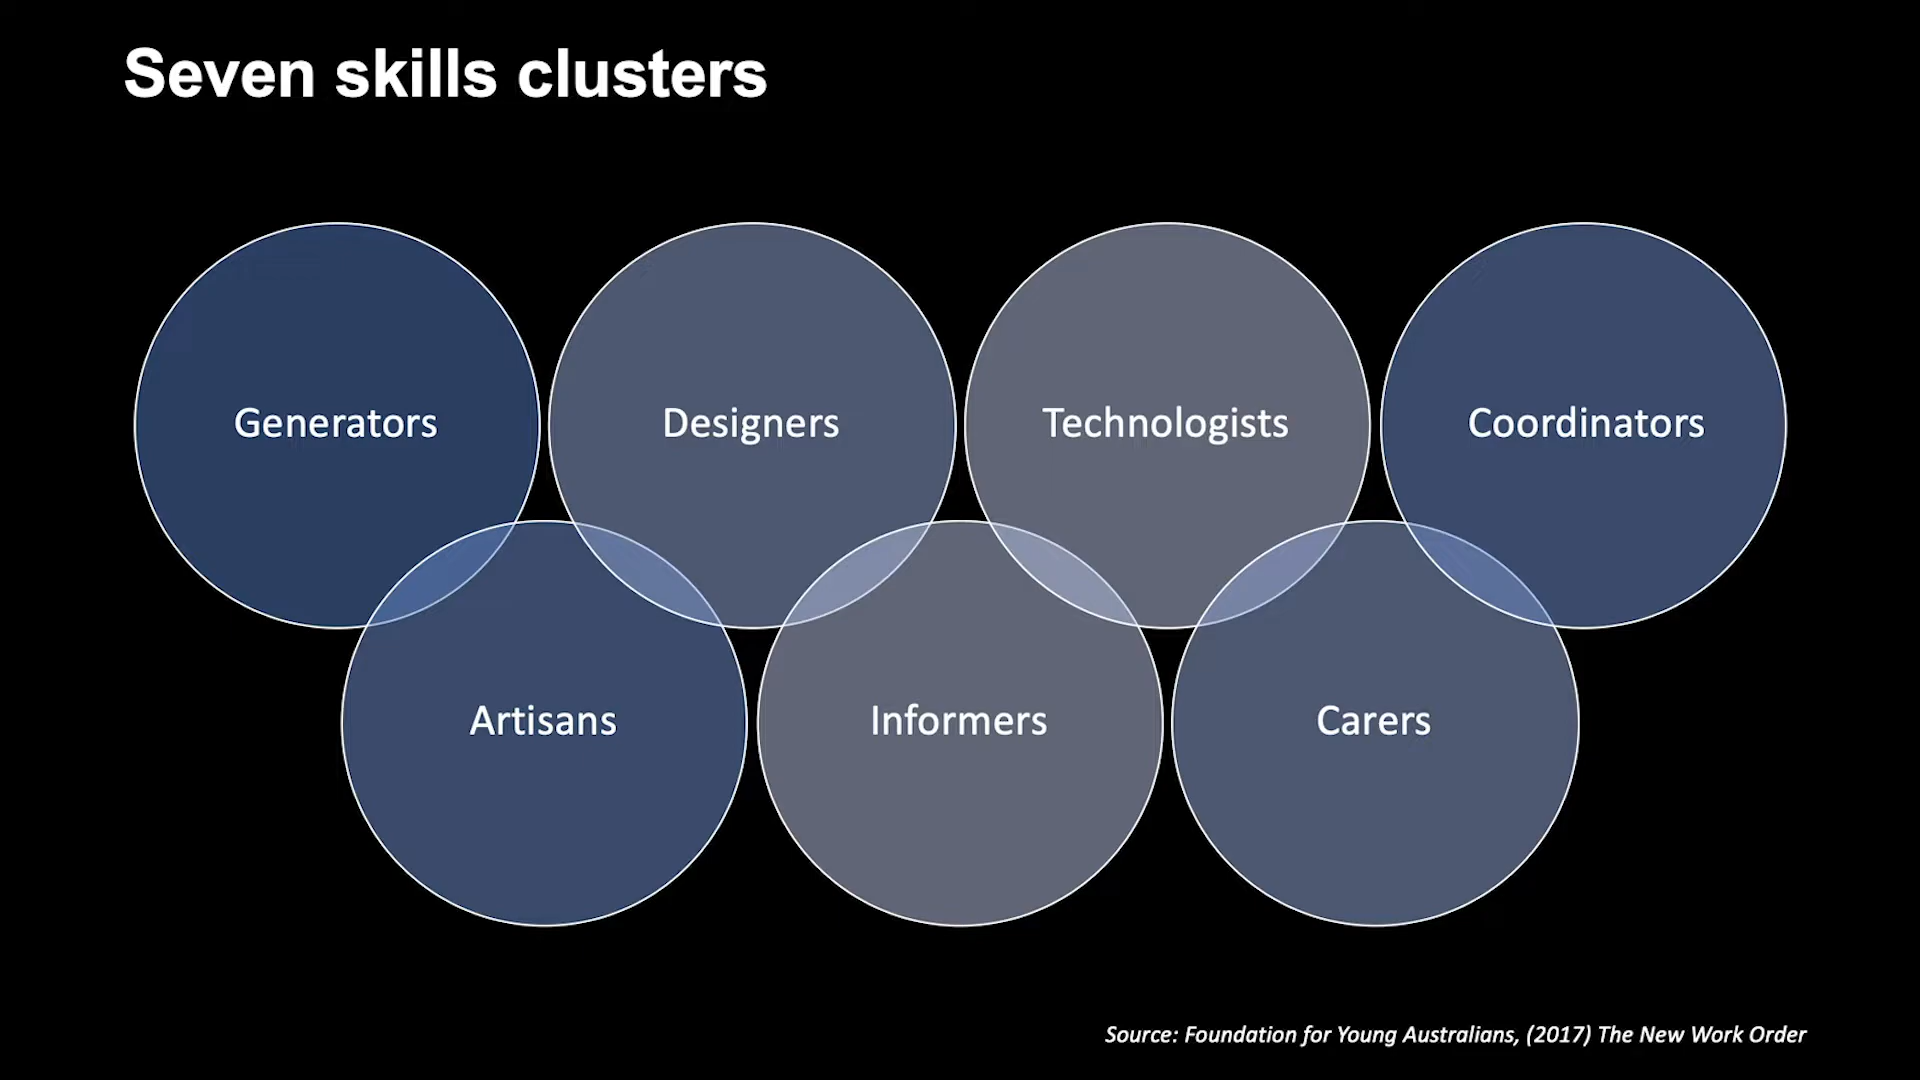 Seven skills clusters
Generators
Designers
Technologists
Coordinators
Artisans
Informers
Carers
Source: Foundation for Young Australians, (2017) The New Work Order